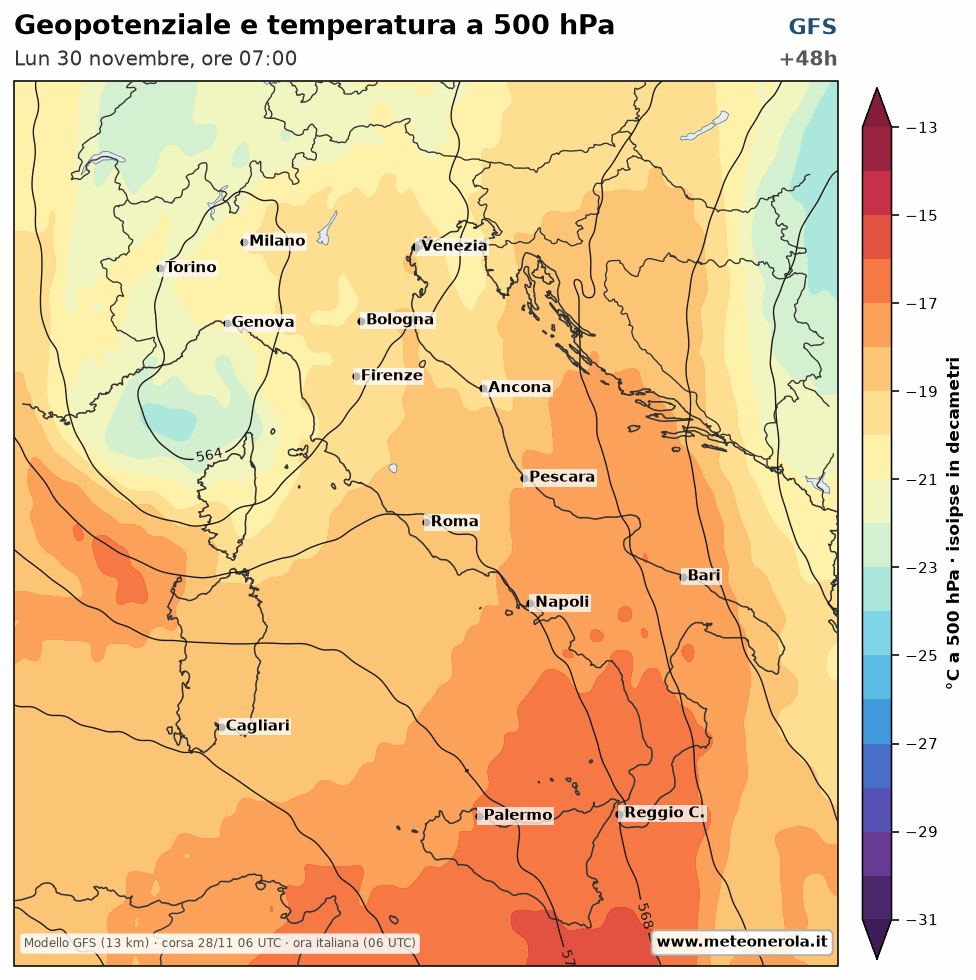 Geopotenziale e temperatura a 500 hPa
GFS
Lun 30 novembre, ore 07:00
+48h
Milano
Venezia
Torino
Genova
Bologna
Firenze
Ancona
564
Pescara
Roma
Bari
Napoli
Cagliari
Palermo
Reggio C.
568
57
Modello GFS (13 km) · corsa 28/11 06 UTC · ora italiana (06 UTC)
www.meteonerola.it
−13
−15
−17
−19
−21
−23
−25
−27
−29
−31
°C a 500 hPa · isoipse in decametri